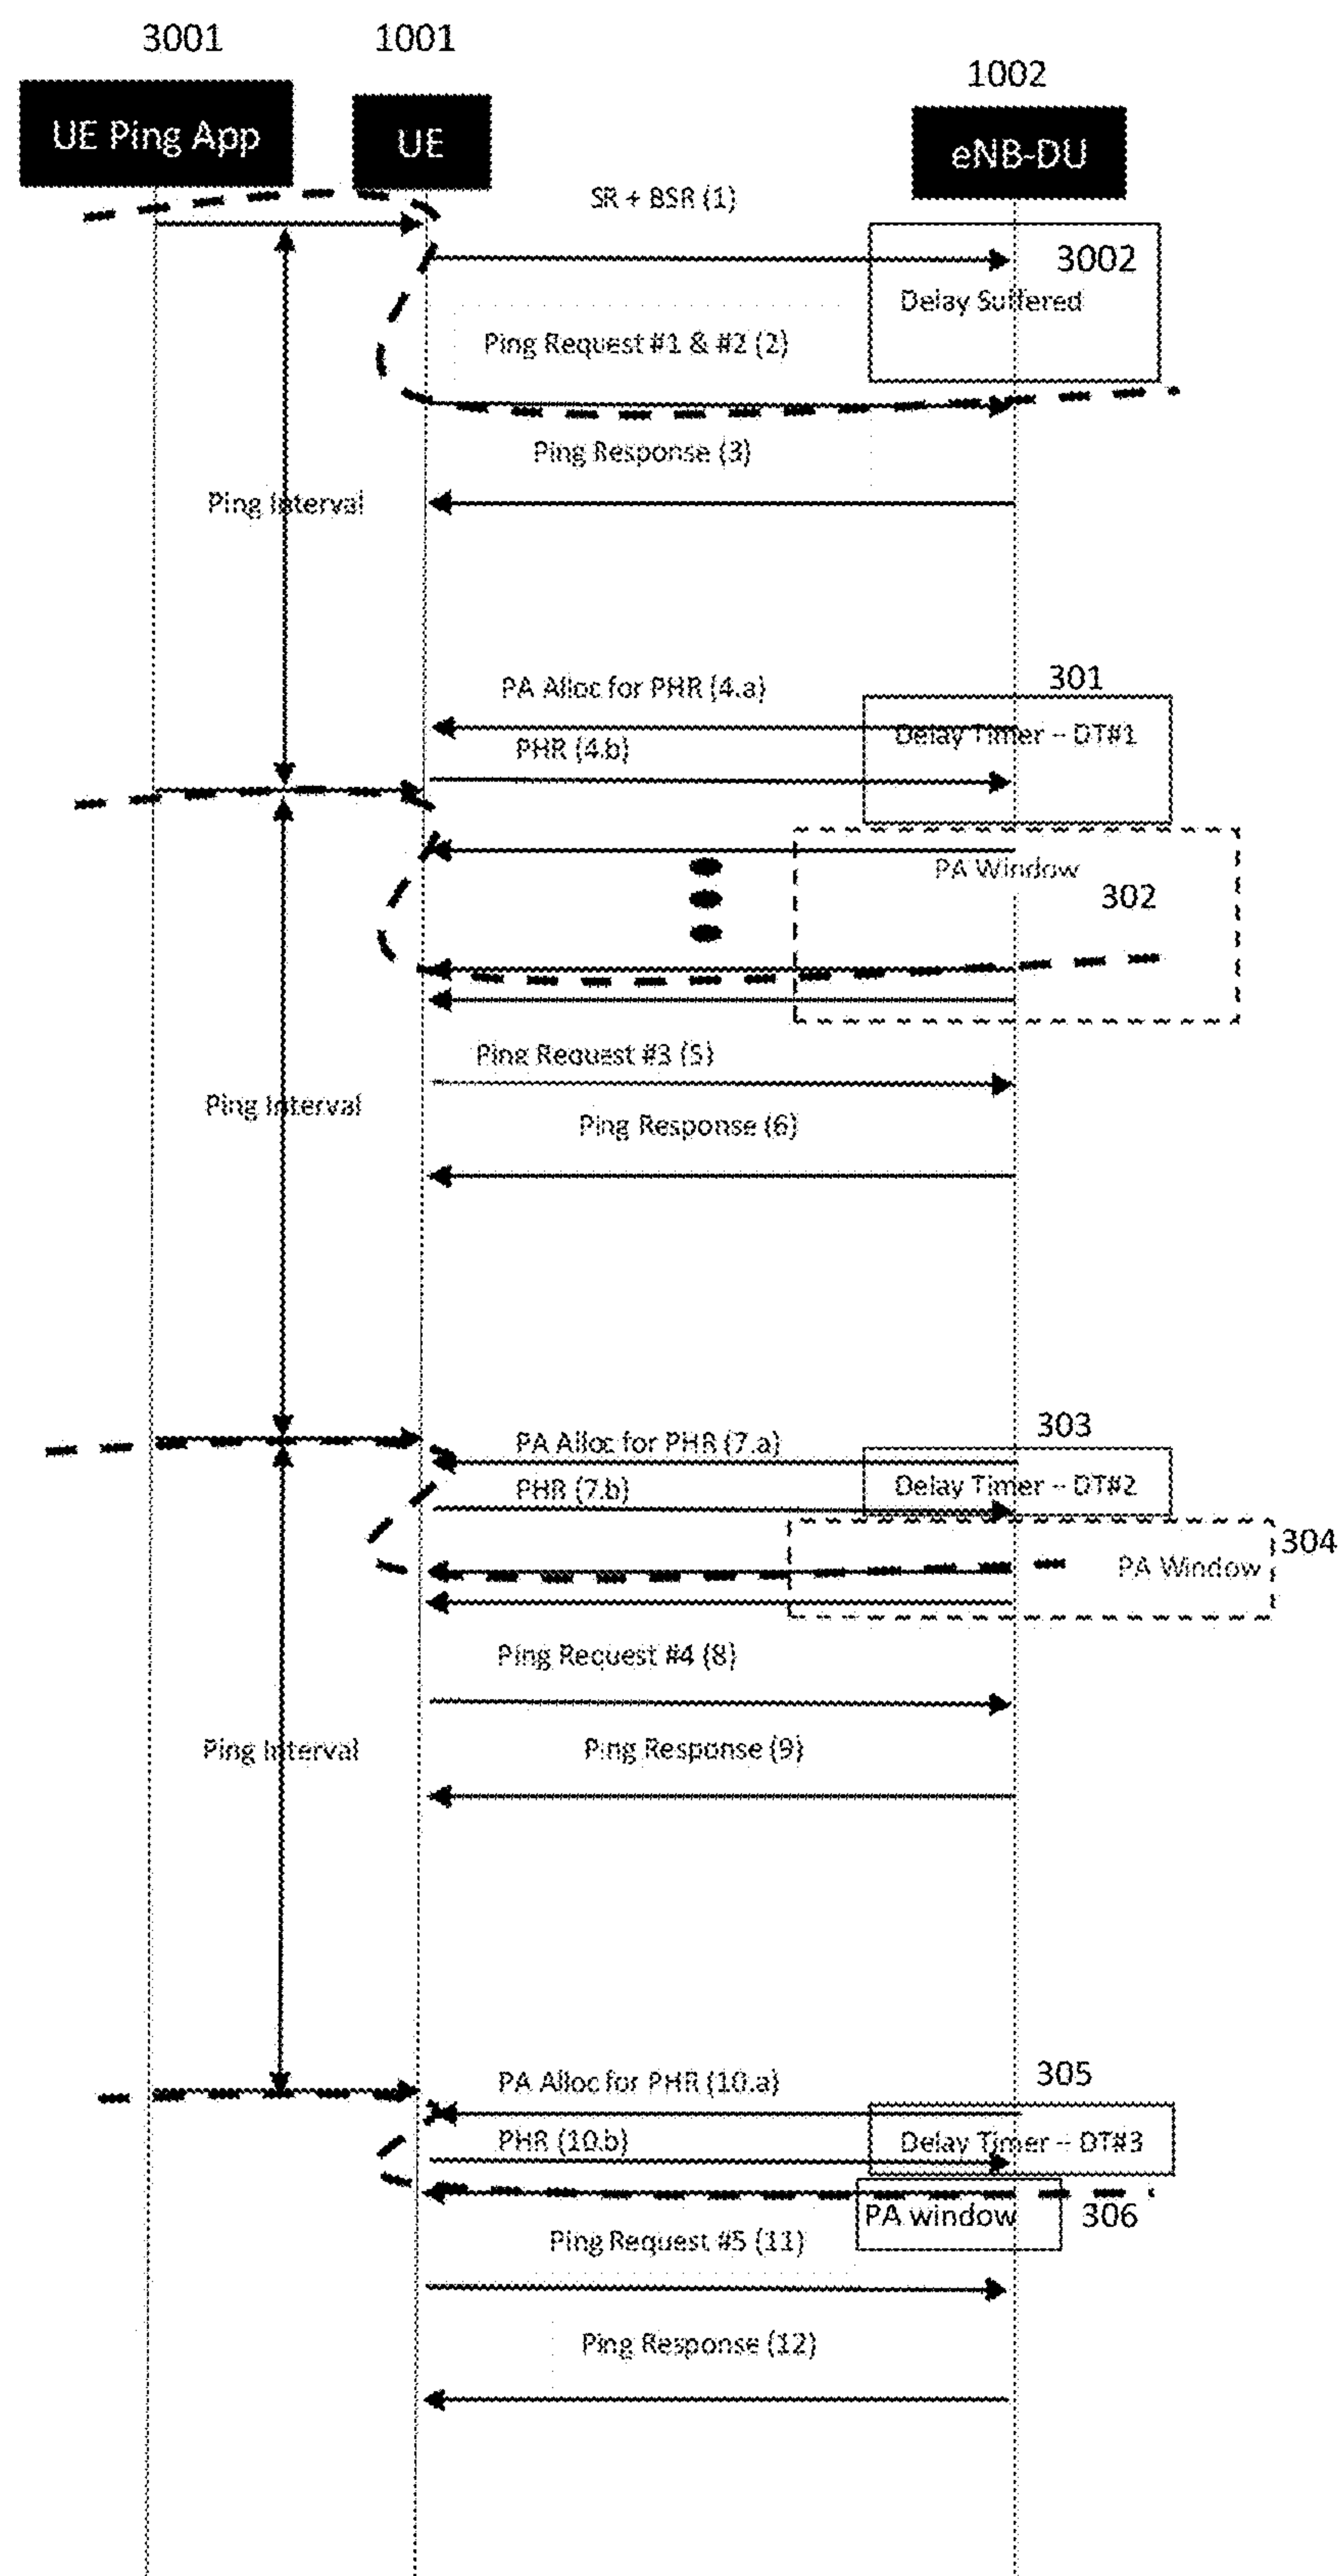 3001
1001
1002
UE Ping App
UE
eNB-DU
SR + BSR (1)
3002
Delay Suffered
Ping Request #1 & #2 (2)
Ping Response (3)
Ping Interval
301
PA Alloc for PHR (4.a)
Delay Timer – DT#1
PHR (4.b)
PA Window
302
Ping Request #3 (5)
Ping Interval
Ping Response (6)
303
PA Alloc for PHR (7.a)
Delay Timer – DT#2
PHR (7.b)
304
PA Window
Ping Request #4 (8)
Ping Interval
Ping Response (9)
305
PA Alloc for PHR (10.a)
PHR (10.b)
Delay Timer – DT#3
PA window
306
Ping Request #5 (11)
Ping Response (12)